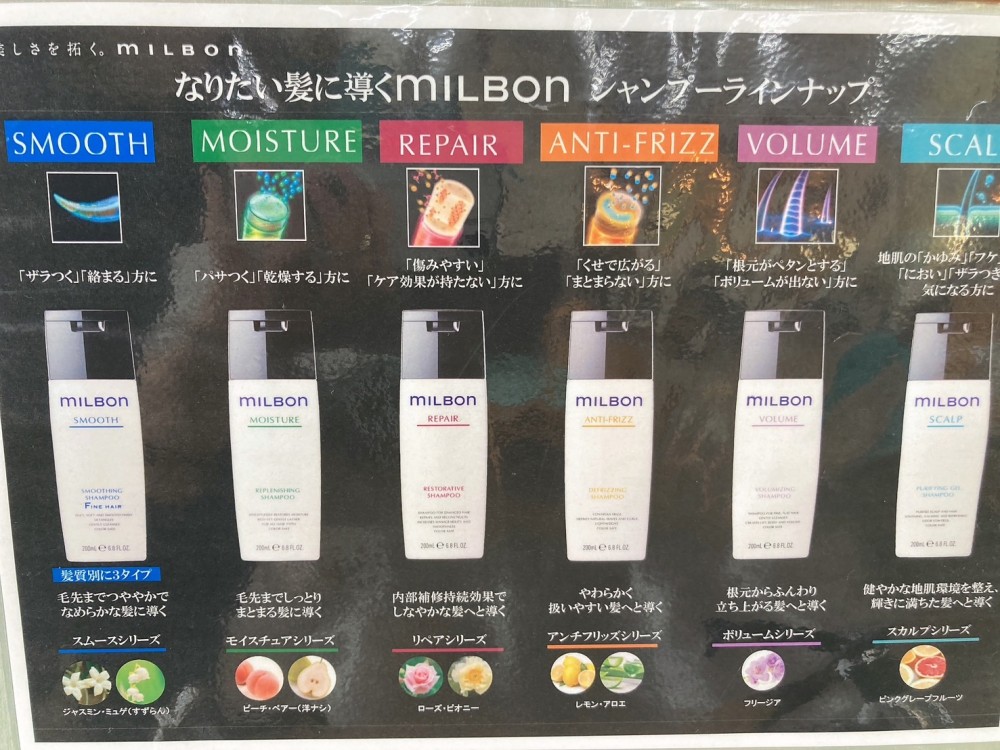 美しさを拓く。MILBON
なりたい髪に導くMILBON シャンプーラインナップ
SMOOTH
MOISTURE
REPAIR
ANTI-FRIZZ
VOLUME
SCAL
「ザラつく」「絡まる」方に
「パサつく」「乾燥する」方に
「傷みやすい」
「ケア効果が持たない」方に
「くせで広がる」
「まとまらない」方に
「根元がペタンとする」
「ボリュームが出ない」方に
地肌の「かゆみ」「フケ
「におい」「ザラつき
気になる方に
MILBON
SMOOTH
SMOOTHING
SHAMPOO
FINE HAIR
200mL e 6.8 FL.OZ.
MILBON
MOISTURE
REPLENISHING
SHAMPOO
200mL e 6.8 FL.OZ.
MILBON
REPAIR
RESTORATIVE
SHAMPOO
200mL e 6.8 FL.OZ.
MILBON
ANTI-FRIZZ
DEFRIZZING
SHAMPOO
200mL e 6.8 FL.OZ.
MILBON
VOLUME
VOLUMIZING
SHAMPOO
200mL e 6.8 FL.OZ.
MILBON
SCALP
PURIFYING GEL
SHAMPOO
200mL e 6.8 FL.OZ.
髪質別に3タイプ
毛先までつややかで
なめらかな髪に導く
毛先までしっとり
まとまる髪に導く
内部補修持続効果で
しなやかな髪へと導く
やわらかく
扱いやすい髪へと導く
根元からふんわり
立ち上がる髪へと導く
健やかな地肌環境を整え、
輝きに満ちた髪へと導く
スムースシリーズ
モイスチュアシリーズ
リペアシリーズ
アンチフリッズシリーズ
ボリュームシリーズ
スカルプシリーズ
ジャスミン・ミュゲ(すずらん)
ピーチ・ペアー(洋ナシ)
ローズ・ピオニー
レモン・アロエ
フリージア
ピンクグレープフルーツ